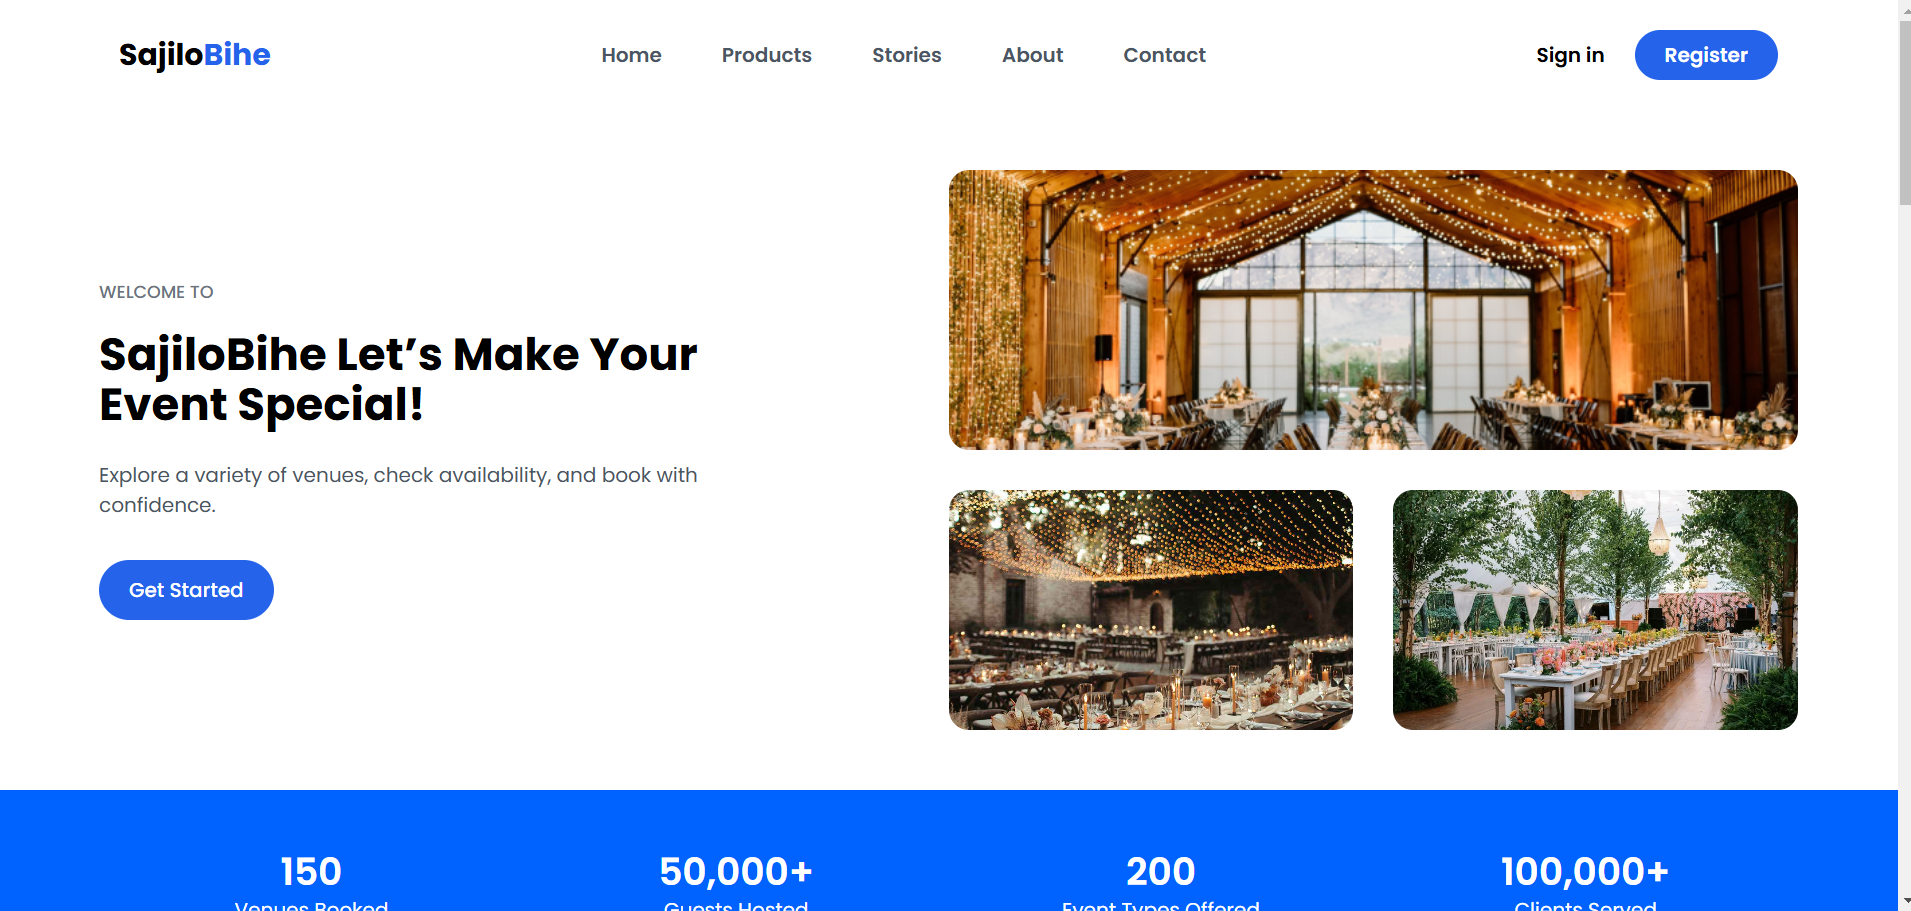 SajiloBihe
Home
Products
Stories
About
Contact
Sign in
Register
WELCOME TO
SajiloBihe Let’s Make Your
Event Special!
Explore a variety of venues, check availability, and book with
confidence.
Get Started
150
50,000+
200
100,000+
Venues Booked
Guests Hosted
Event Types Offered
Clients Served